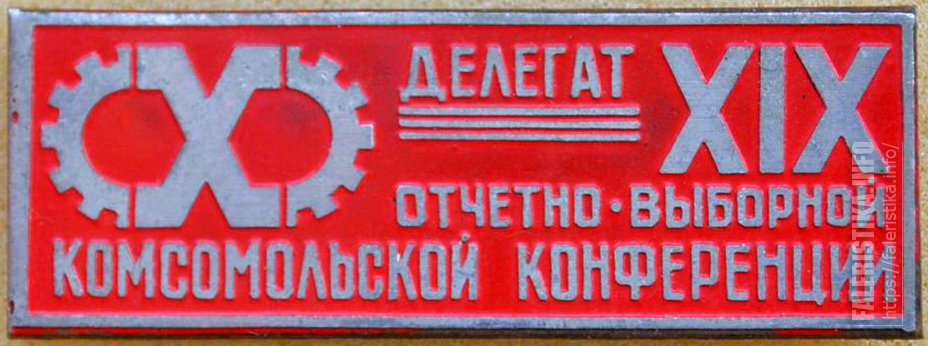 ДЕЛЕГАТ XIX
ОТЧЕТНО·ВЫБОРНОЙ
КОМСОМОЛЬСКОЙ КОНФЕРЕНЦИИ
FALERISTIKA.INFO
https://faleristika.info/